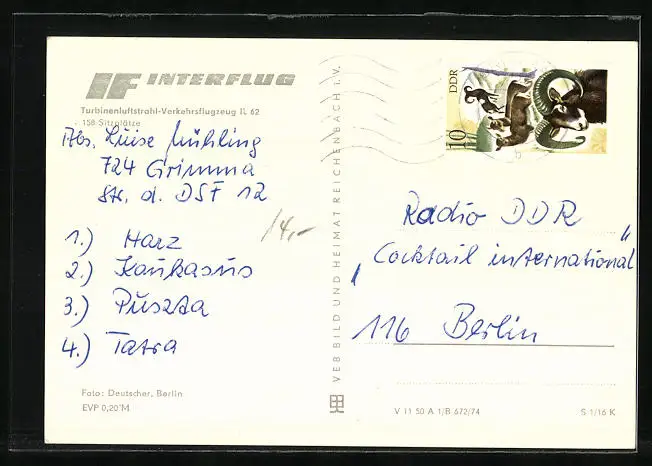 IF INTERFLUG
Turbinenluftstrahl-Verkehrsflugzeug IL 62
158 Sitzplätze
Abs. Luise Mühling
724 Grimma
Str. d. DSF 12
1.) Harz
2.) Kaukasus
3.) Puszta
4.) Tatra
Foto: Deutscher, Berlin
EVP 0,20 M
14,-
VEB BILD UND HEIMAT REICHENBACH I. V.
DDR
10
Radio DDR
"Cocktail international"
116 Berlin
V 11 50 A 1/B 672/74
S 1/16 K